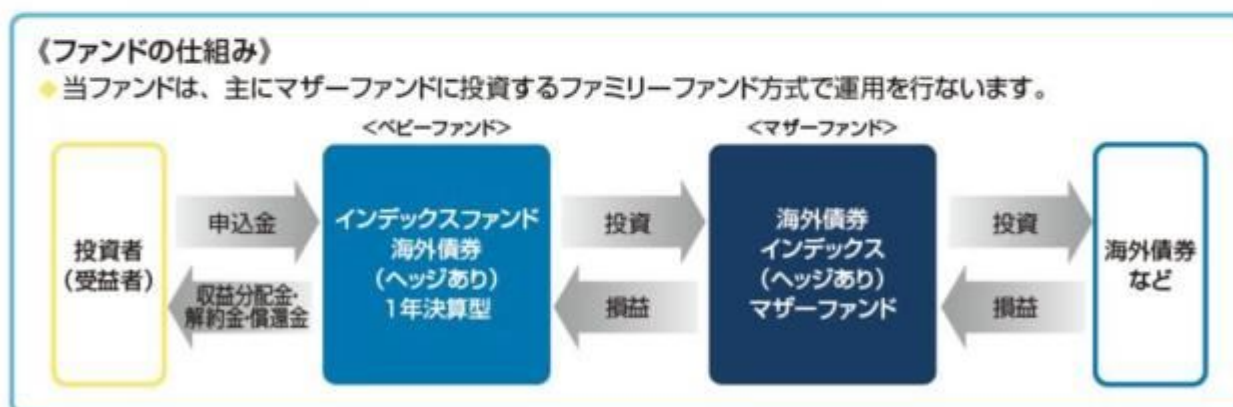 《ファンドの仕組み》
◆当ファンドは、主にマザーファンドに投資するファミリーファンド方式で運用を行ないます。
<ベビーファンド>
<マザーファンド>
投資者
(受益者)
申込金
収益分配金・
解約金・償還金
インデックスファンド
海外債券
(ヘッジあり)
1年決算型
投資
損益
海外債券
インデックス
(ヘッジあり)
マザーファンド
投資
損益
海外債券
など